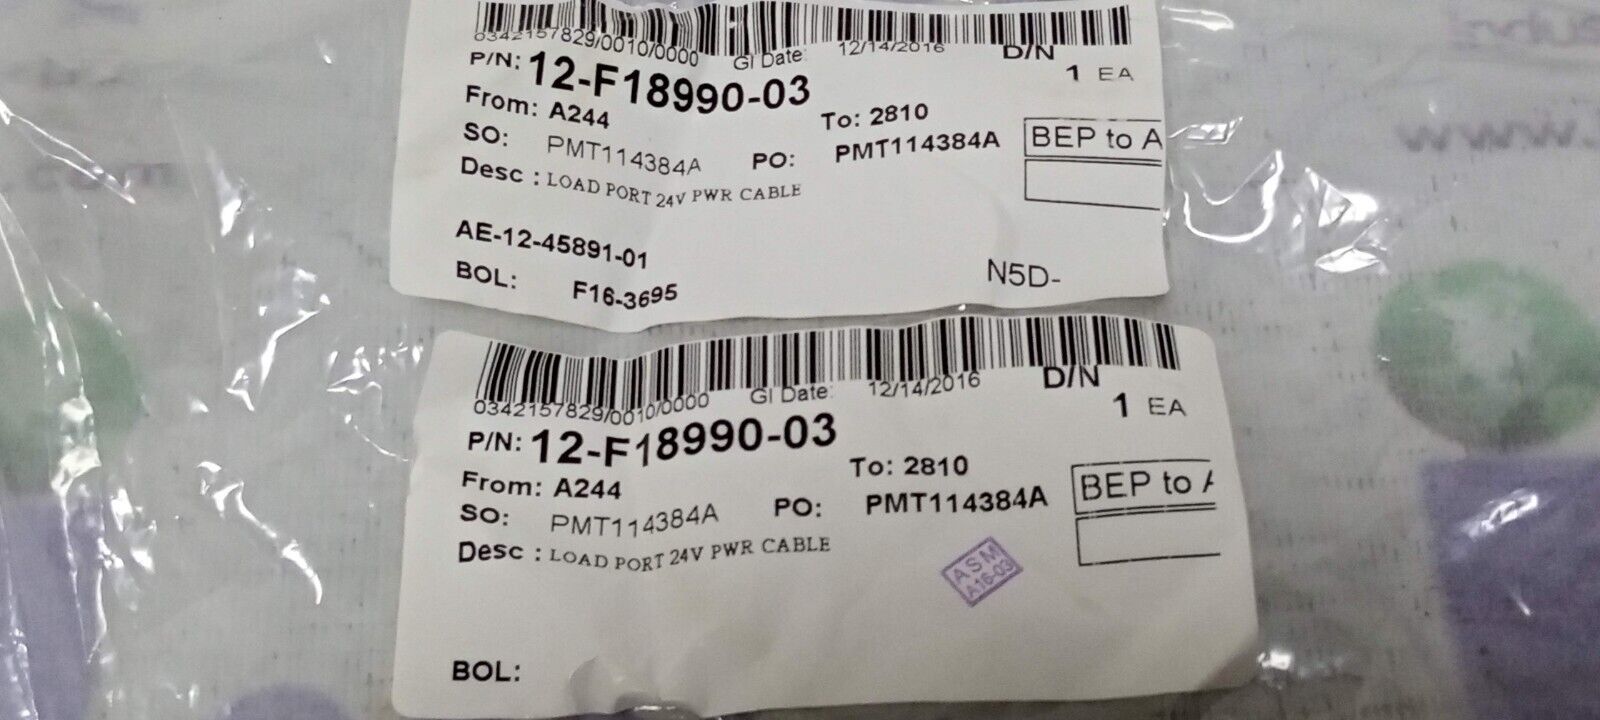 0342157829/0010/0000 GI Date: 12/14/2016 D/N
P/N: 12-F18990-03 1 EA
From: A244 To: 2810
SO: PMT114384A PO: PMT114384A BEP to A
Desc : LOAD PORT 24V PWR CABLE
AE-12-45891-01
BOL: F16-3695 N5D-
0342157829/0010/0000 GI Date: 12/14/2016 D/N
P/N: 12-F18990-03 1 EA
From: A244 To: 2810
SO: PMT114384A PO: PMT114384A BEP to A
Desc : LOAD PORT 24V PWR CABLE
ASM
A16-03
BOL: